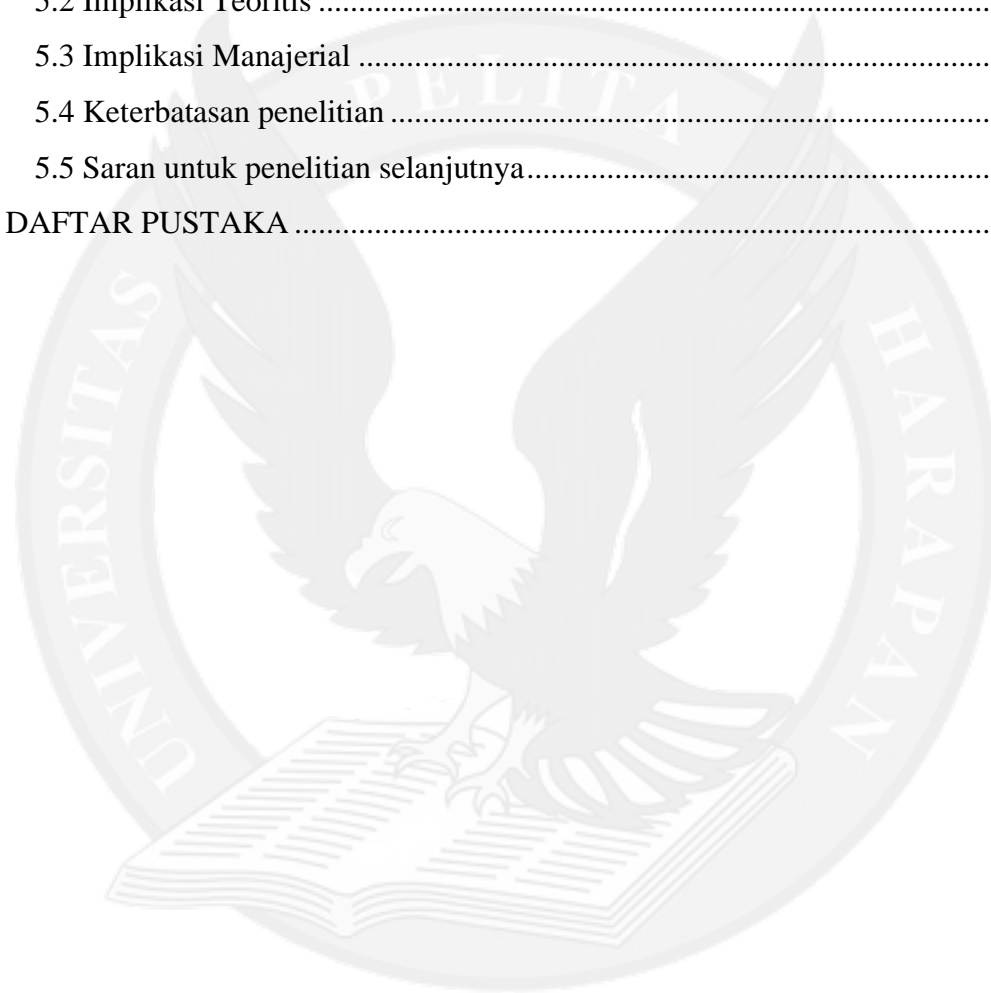 5.2 Implikasi Teoritis ....................................................................................
5.3 Implikasi Manajerial ...............................................................................
5.4 Keterbatasan penelitian ...........................................................................
5.5 Saran untuk penelitian selanjutnya..........................................................
DAFTAR PUSTAKA .......................................................................................
UNIVERSITAS PELITA HARAPAN